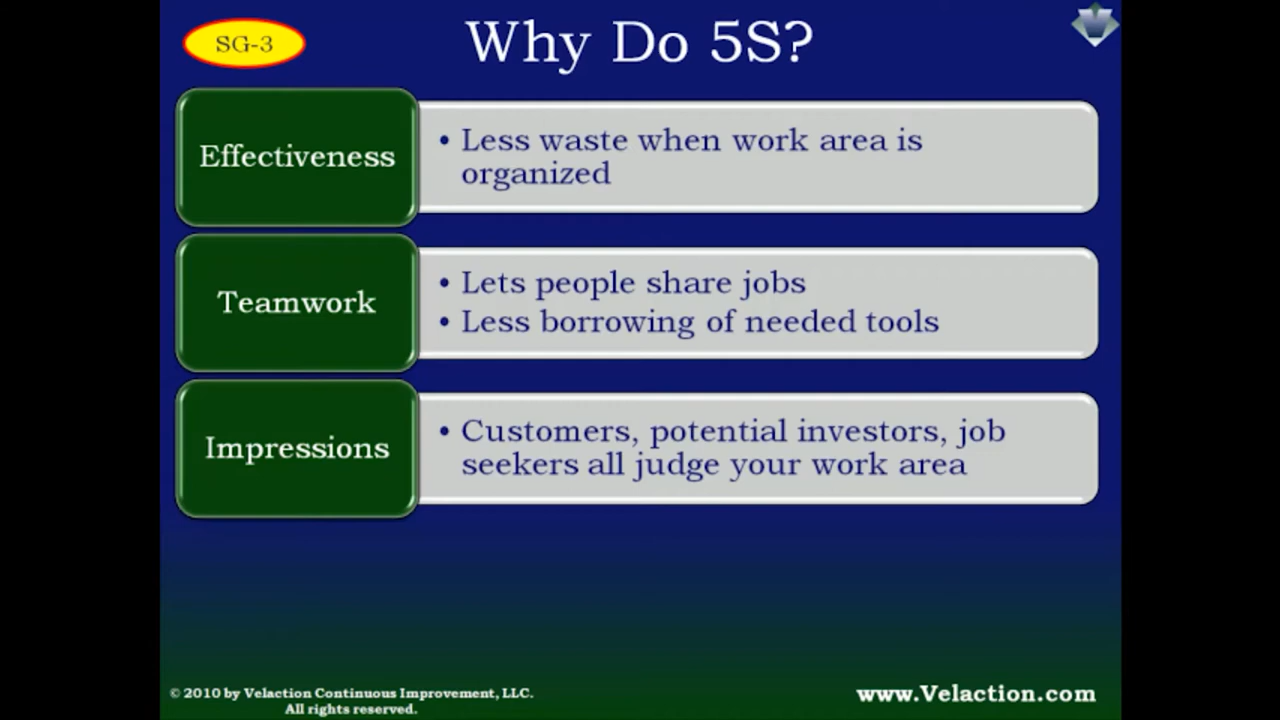 SG-3
Why Do 5S?
Effectiveness
• Less waste when work area is
organized
Teamwork
• Lets people share jobs
• Less borrowing of needed tools
Impressions
• Customers, potential investors, job
seekers all judge your work area
© 2010 by Velaction Continuous Improvement, LLC.
All rights reserved.
www.Velaction.com